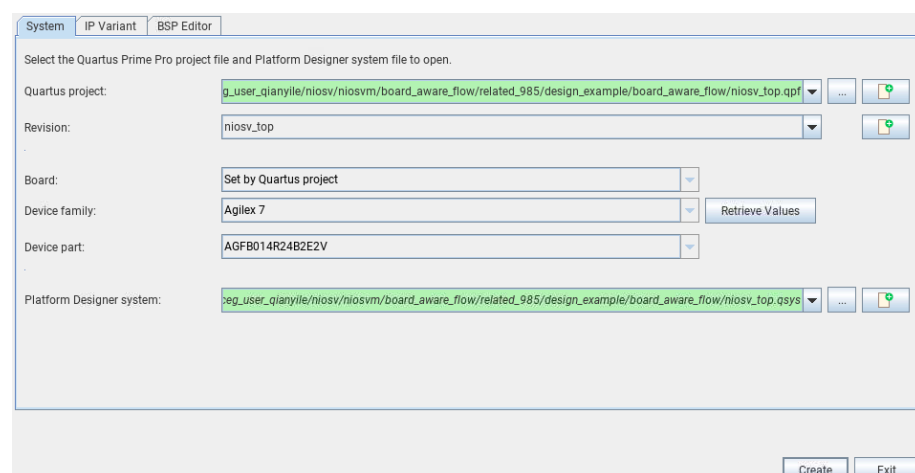 System IP Variant BSP Editor
Select the Quartus Prime Pro project file and Platform Designer system file to open.
Quartus project: g_user_qianyile/niosv/niosvm/board_aware_flow/related_985/design_example/board_aware_flow/niosv_top.qpf ...
Revision: niosv_top
Board: Set by Quartus project
Device family: Agilex 7 Retrieve Values
Device part: AGFB014R24B2E2V
Platform Designer system: ceg_user_qianyile/niosv/niosvm/board_aware_flow/related_985/design_example/board_aware_flow/niosv_top.qsys ...
Create Exit